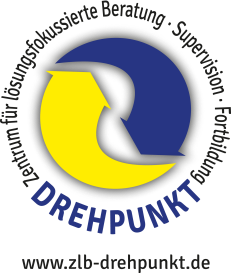 Zentrum für lösungsfokussierte Beratung · Supervision · Fortbildung
DREHPUNKT
www.zlb-drehpunkt.de